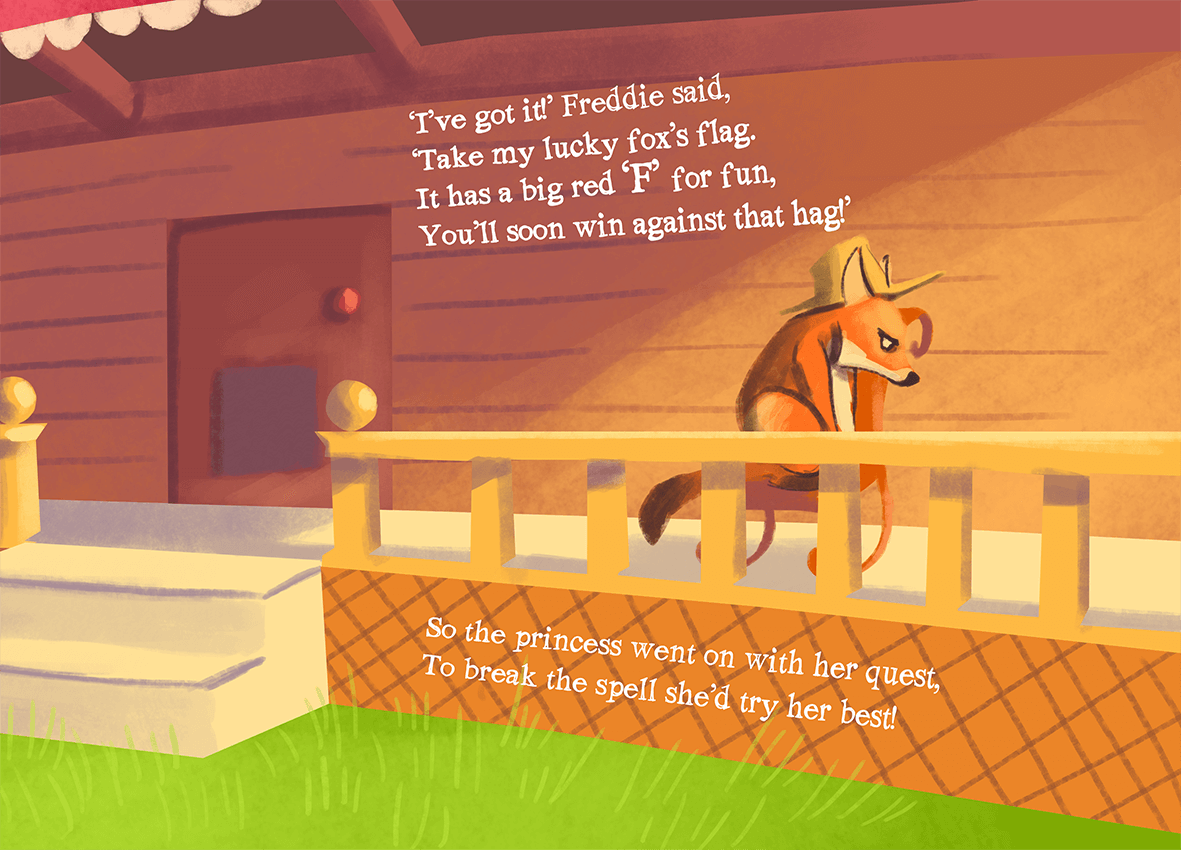 ‘I’ve got it!’ Freddie said,
‘Take my lucky fox’s flag.
It has a big red ‘F’ for fun,
You’ll soon win against that hag!’
So the princess went on with her quest,
To break the spell she’d try her best!